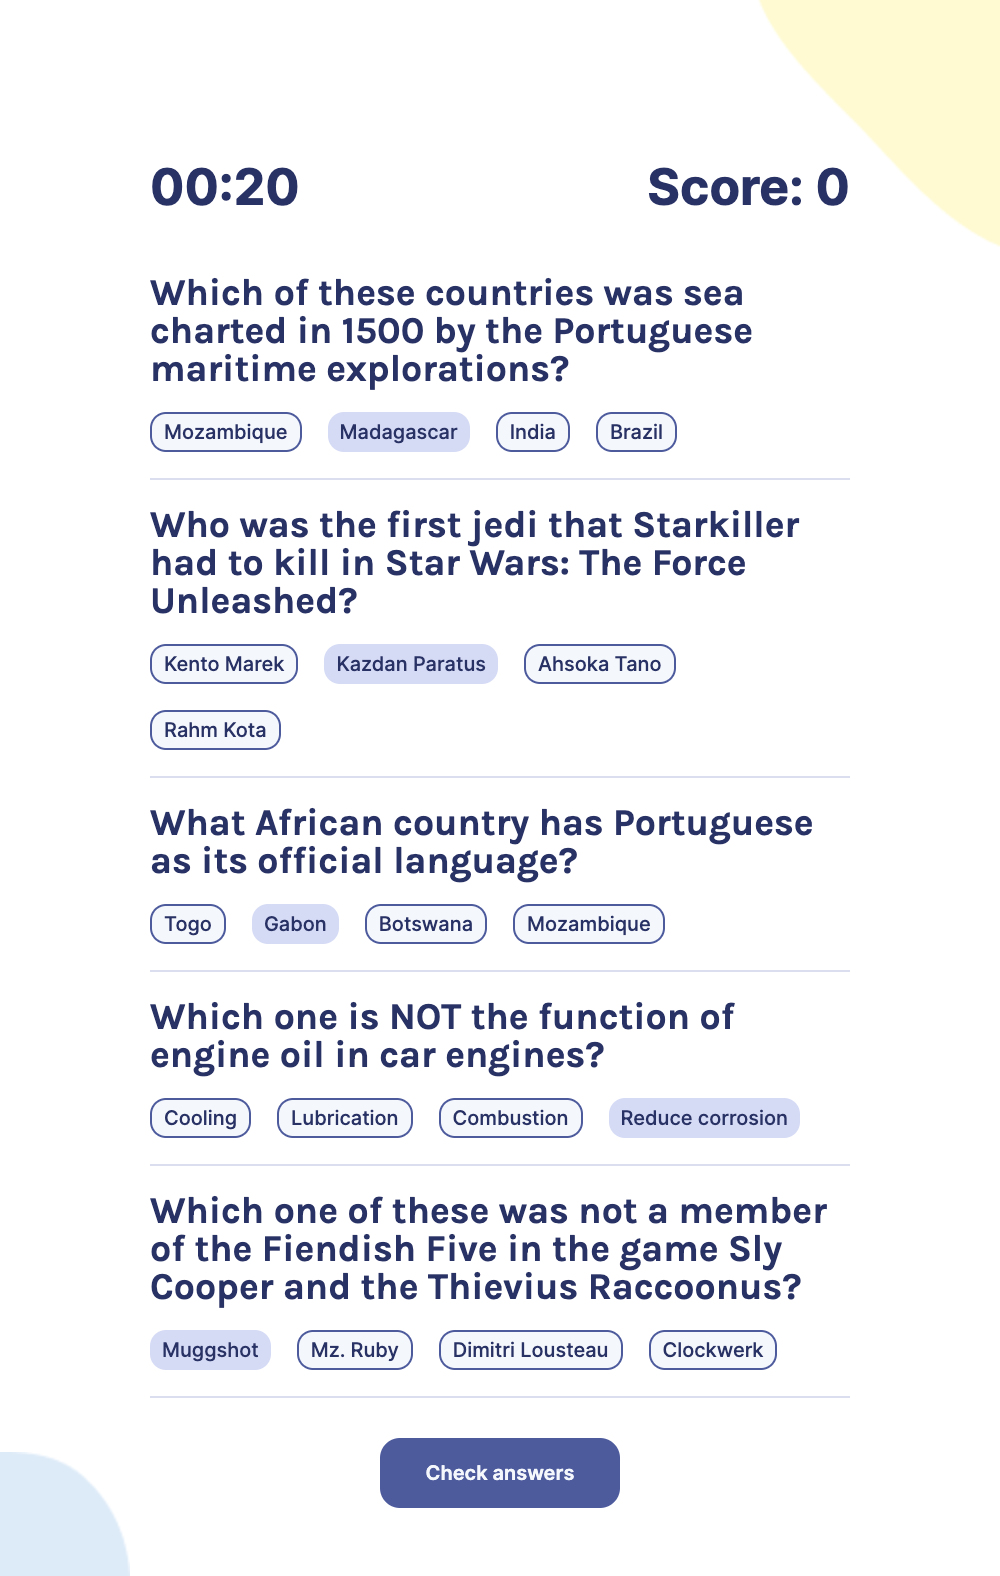 00:20
Score: 0
Which of these countries was sea
charted in 1500 by the Portuguese
maritime explorations?
Mozambique
Madagascar
India
Brazil
Who was the first jedi that Starkiller
had to kill in Star Wars: The Force
Unleashed?
Kento Marek
Kazdan Paratus
Ahsoka Tano
Rahm Kota
What African country has Portuguese
as its official language?
Togo
Gabon
Botswana
Mozambique
Which one is NOT the function of
engine oil in car engines?
Cooling
Lubrication
Combustion
Reduce corrosion
Which one of these was not a member
of the Fiendish Five in the game Sly
Cooper and the Thievius Raccoonus?
Muggshot
Mz. Ruby
Dimitri Lousteau
Clockwerk
Check answers